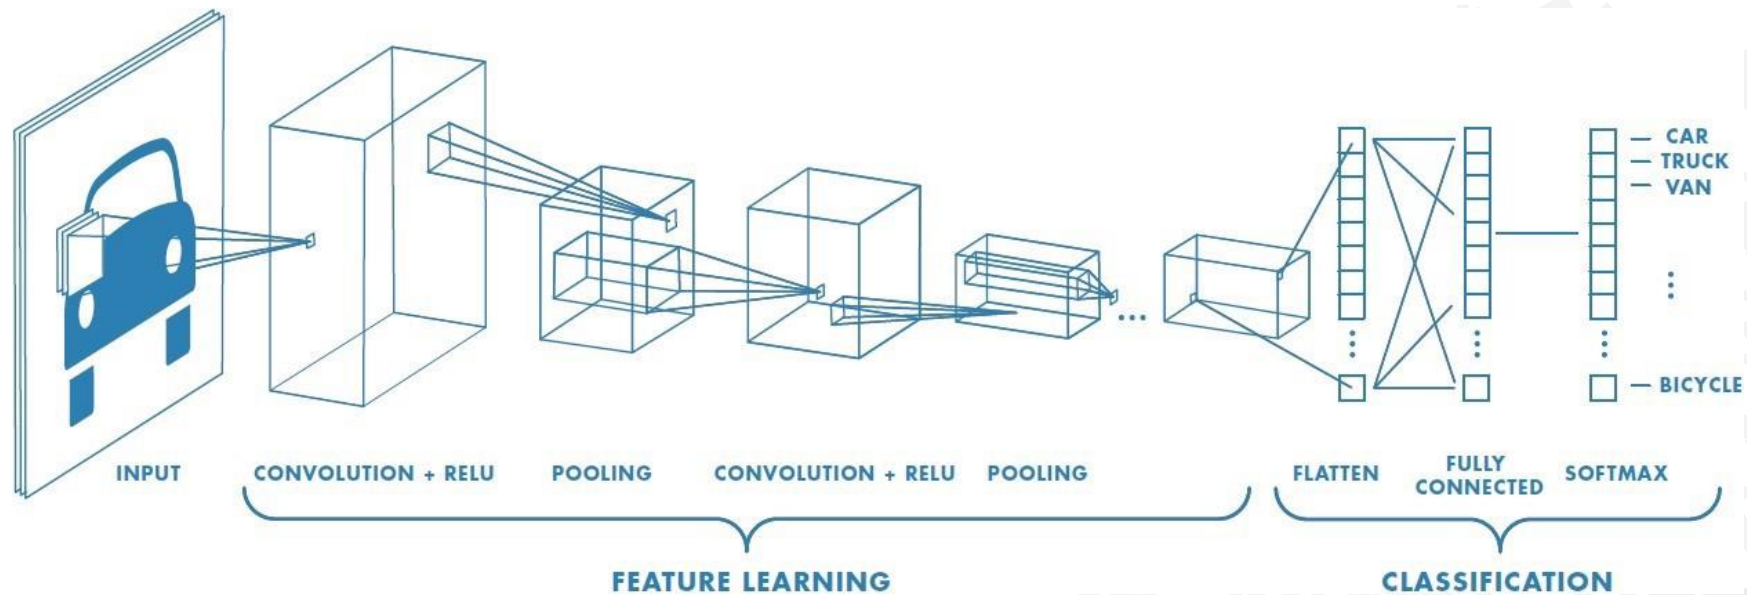 CAR
TRUCK
VAN
BICYCLE
INPUT
CONVOLUTION + RELU
POOLING
CONVOLUTION + RELU
POOLING
FLATTEN
FULLY
CONNECTED
SOFTMAX
FEATURE LEARNING
CLASSIFICATION